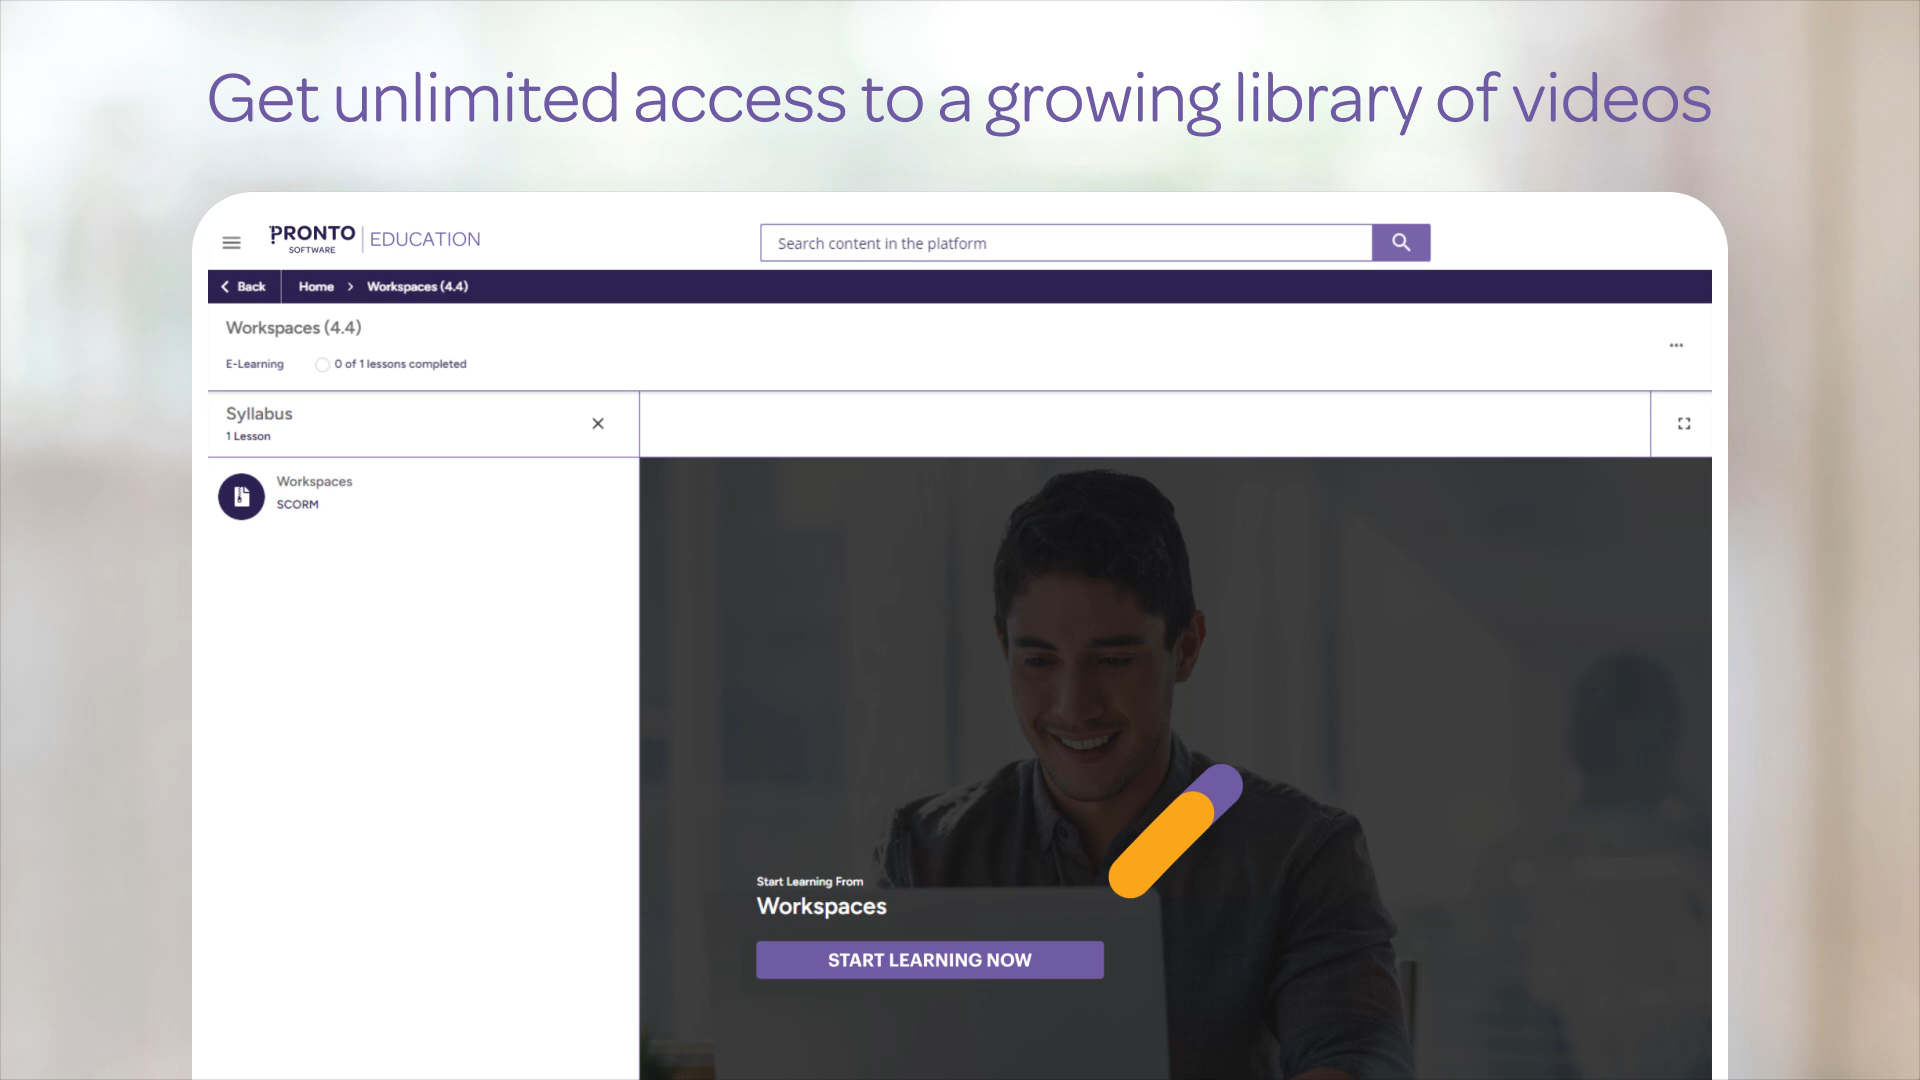 Get unlimited access to a growing library of videos
PRONTO
SOFTWARE
EDUCATION
Search content in the platform
Back
Home > Workspaces (4.4)
Workspaces (4.4)
E-Learning
0 of 1 lessons completed
Syllabus
1 Lesson
Workspaces
SCORM
Start Learning From
Workspaces
START LEARNING NOW